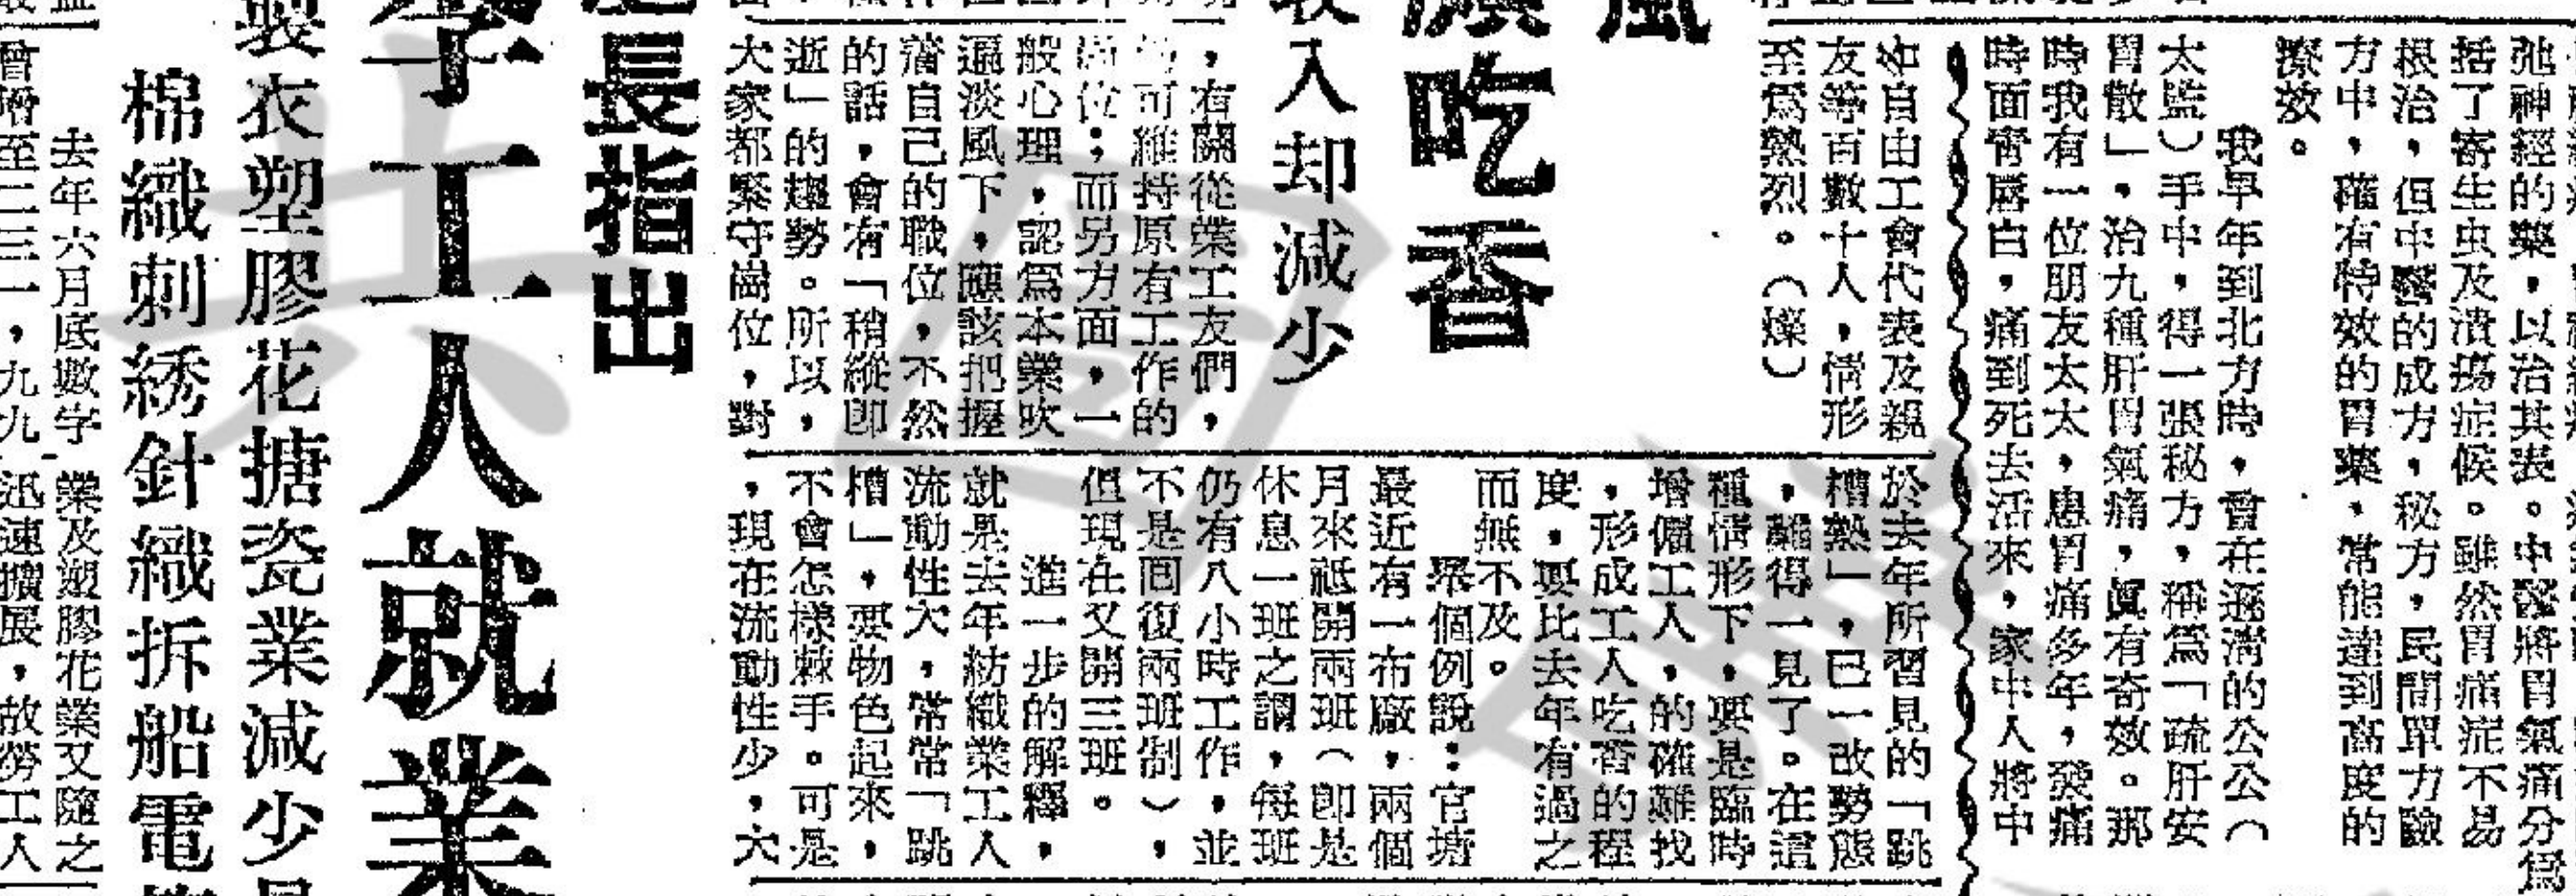 弛神經的藥，以治其表。中醫將胃氣痛分爲
括了寄生虫及潰瘍症候。雖然胃痛症不易
根治，但中醫的成方，秘方，民間單方驗
方中，確有特效的胃藥，常能達到高度的
療效。
我早年到北方時，曾在遜淸的公公（
太監）手中，得一張秘方，稱爲「疏肝安
胃散」，治九種肝胃氣痛，眞有奇效。那
時我有一位朋友太太，患胃痛多年，發痛
時面靑唇白，痛到死去活來，家中人將中
自由工會代表及親
友等百數十人，情形
至爲熱烈。（燦）
風
吃香
收入却減少
，有關從業工友們，
仍可維持原有工作的
崗位；而另方面，一
般心理，認爲本業吹
逼淡風下，應該把握
著自己的職位，不然
的話，會有「稍縱卽
逝」的趨勢。所以，
大家都緊守崗位，對
於去年所習見的「跳
槽熱」，已一改勢態
，難得一見了。在這
種情形下，要是臨時
增僱工人，的確難找
，形成工人吃香的程
度，要比去年有過之
而無不及。
舉個例說：官塘
最近有一布廠，兩個
月來祗開兩班（卽是
休息一班之謂，每班
仍有八小時工作，並
不是回復兩班制），
但現在又開三班。
進一步的解釋，
就是去年紡織業工人
流動性大，常常「跳
槽」，要物色起來，
不會怎樣棘手。可是
，現在流動性少，大
長指出
工人就業
製衣塑膠花搪瓷業減少
棉織刺綉針織拆船電
去年六月底數字
曾增至二三一，九九
業及塑膠花業又隨之
迅速擴展，故勞工人